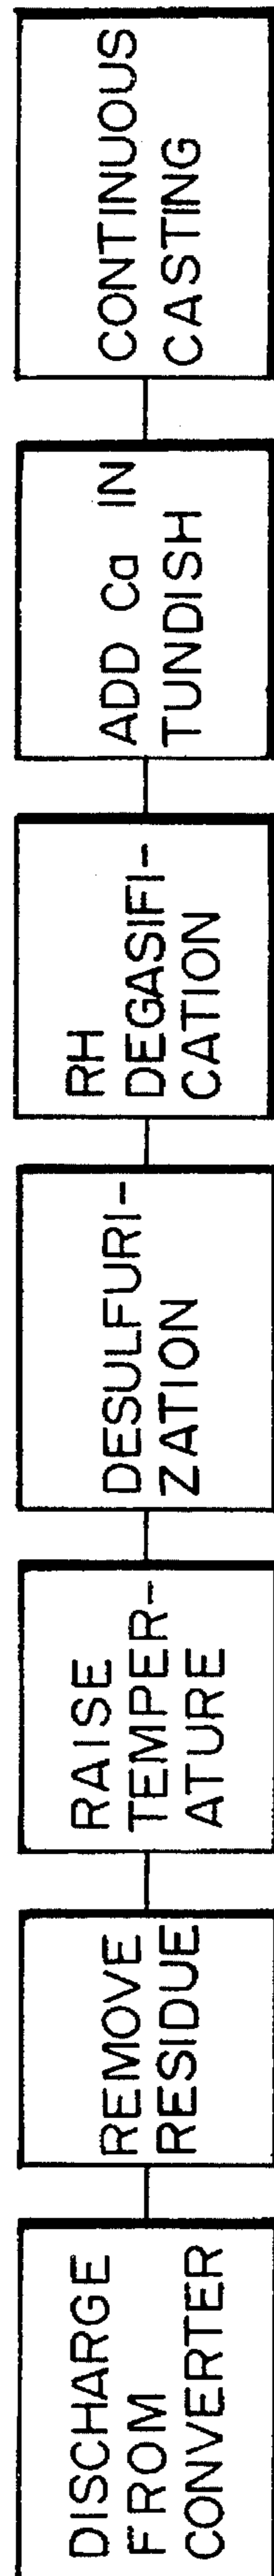 DISCHARGE
FROM
CONVERTER
REMOVE
RESIDUE
RAISE
TEMPER-
ATURE
DESULFURI-
ZATION
RH
DEGASIFI-
CATION
ADD Ca IN
TUNDISH
CONTINUOUS
CASTING